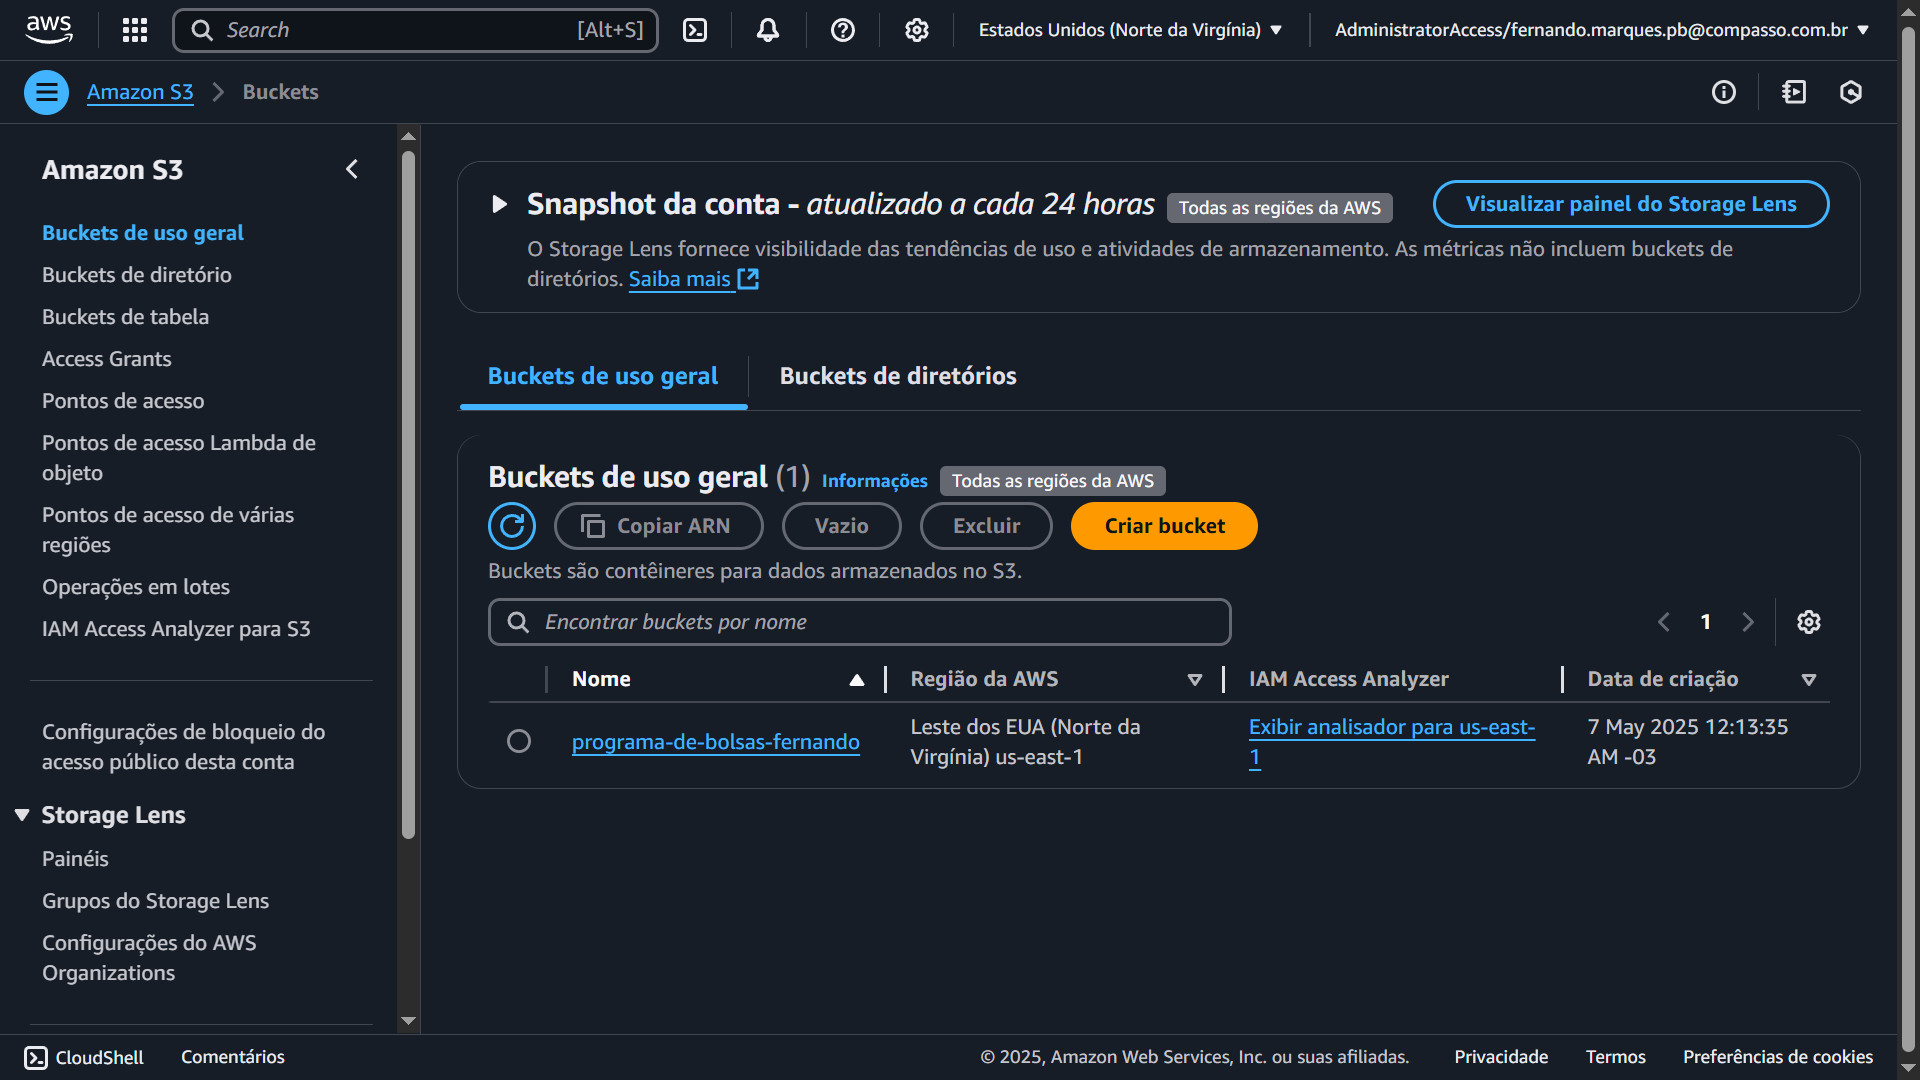 aws
Search [Alt+S]
Estados Unidos (Norte da Virgínia)
AdministratorAccess/fernando.marques.pb@compasso.com.br
Amazon S3 Buckets
Amazon S3
Buckets de uso geral
Buckets de diretório
Buckets de tabela
Access Grants
Pontos de acesso
Pontos de acesso Lambda de
objeto
Pontos de acesso de várias
regiões
Operações em lotes
IAM Access Analyzer para S3
Configurações de bloqueio do
acesso público desta conta
Storage Lens
Painéis
Grupos do Storage Lens
Configurações do AWS
Organizations
Snapshot da conta - atualizado a cada 24 horas Todas as regiões da AWS
Visualizar painel do Storage Lens
O Storage Lens fornece visibilidade das tendências de uso e atividades de armazenamento. As métricas não incluem buckets de
diretórios. Saiba mais
Buckets de uso geral Buckets de diretórios
Buckets de uso geral (1) Informações Todas as regiões da AWS
Copiar ARN Vazio Excluir Criar bucket
Buckets são contêineres para dados armazenados no S3.
Encontrar buckets por nome
1
Nome Região da AWS IAM Access Analyzer Data de criação
programa-de-bolsas-fernando
Leste dos EUA (Norte da
Virgínia) us-east-1
Exibir analisador para us-east-
1
7 May 2025 12:13:35
AM -03
CloudShell Comentários
© 2025, Amazon Web Services, Inc. ou suas afiliadas. Privacidade Termos Preferências de cookies